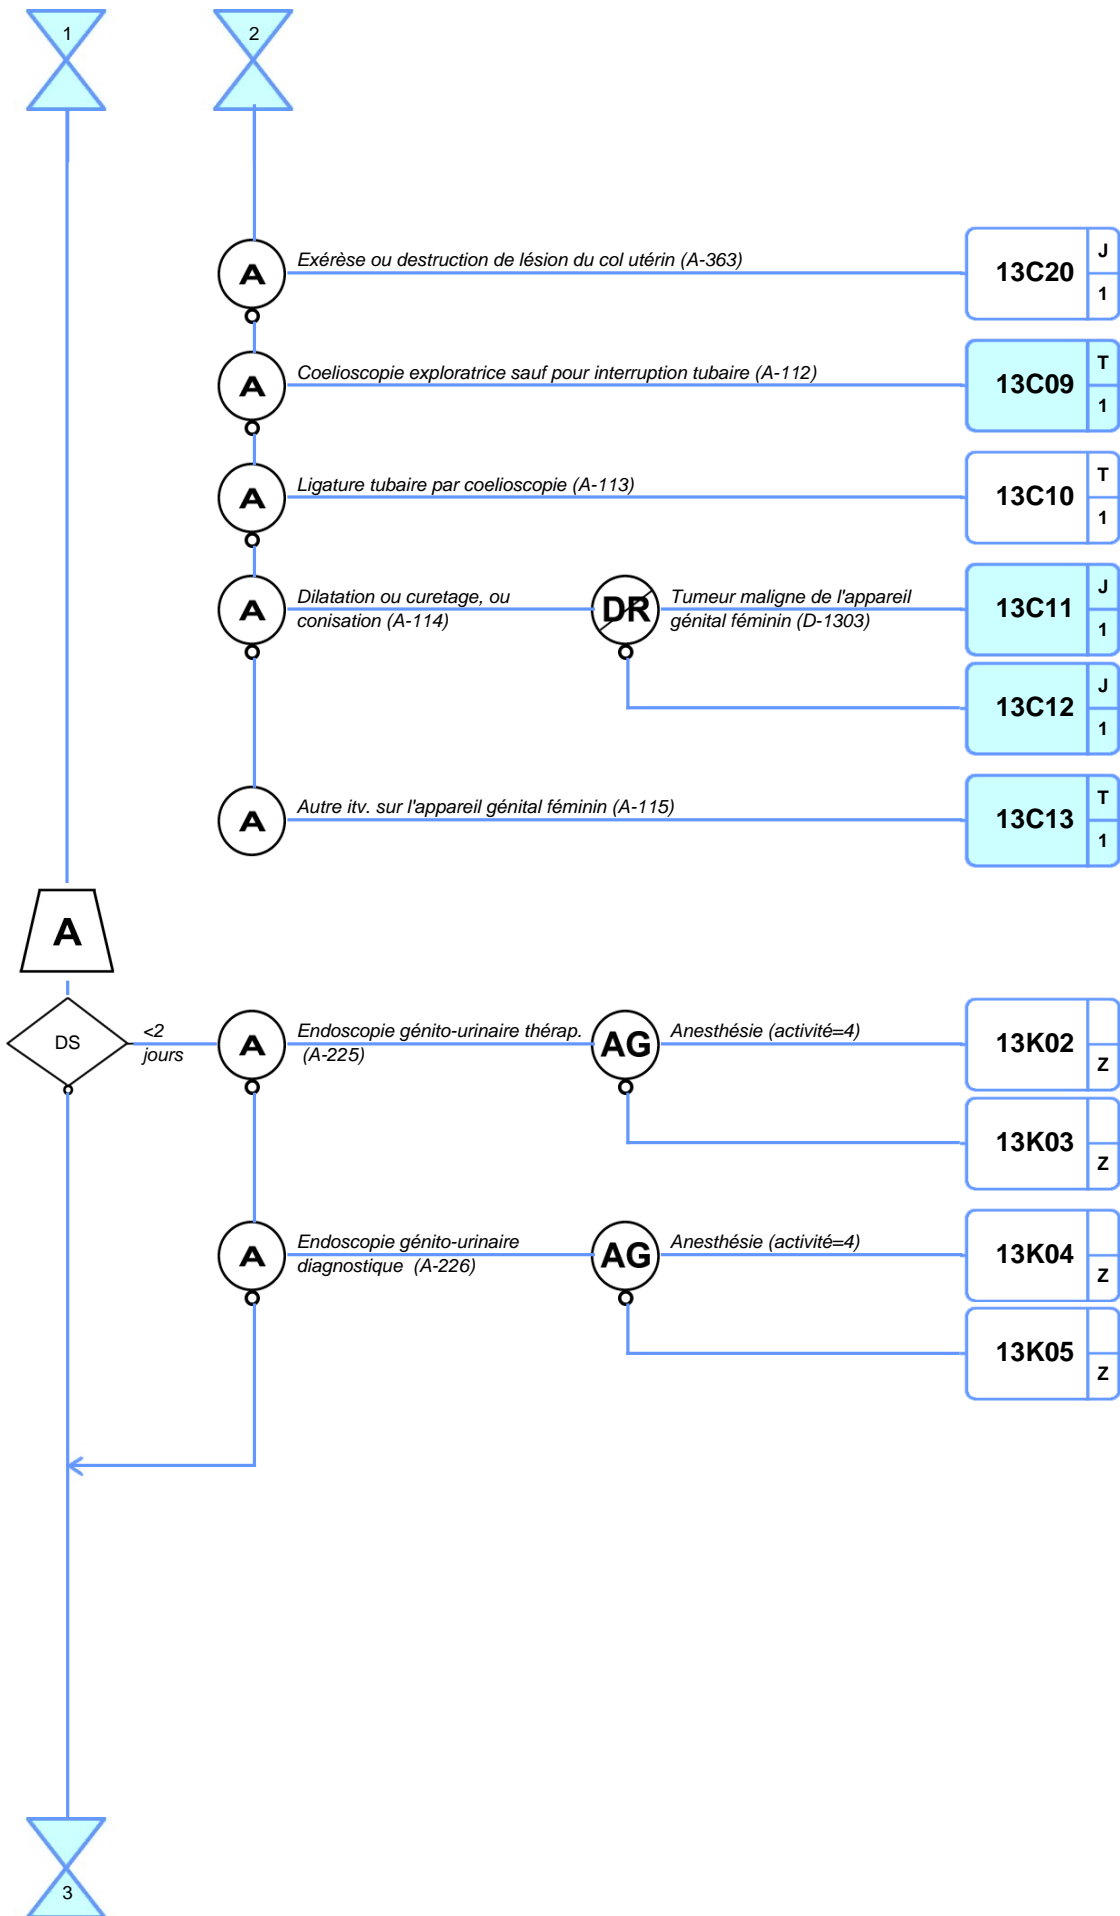 1
2
A
Exérèse ou destruction de lésion du col utérin (A-363)
13C20
J
1
A
Coelioscopie exploratrice sauf pour interruption tubaire (A-112)
13C09
T
1
A
Ligature tubaire par coelioscopie (A-113)
13C10
T
1
A
Dilatation ou curetage, ou
conisation (A-114)
DR
Tumeur maligne de l'appareil
génital féminin (D-1303)
13C11
J
1
13C12
J
1
A
Autre itv. sur l'appareil génital féminin (A-115)
13C13
T
1
A
DS
<2
jours
A
Endoscopie génito-urinaire thérap.
(A-225)
AG
Anesthésie (activité=4)
13K02
Z
13K03
Z
A
Endoscopie génito-urinaire
diagnostique (A-226)
AG
Anesthésie (activité=4)
13K04
Z
13K05
Z
3